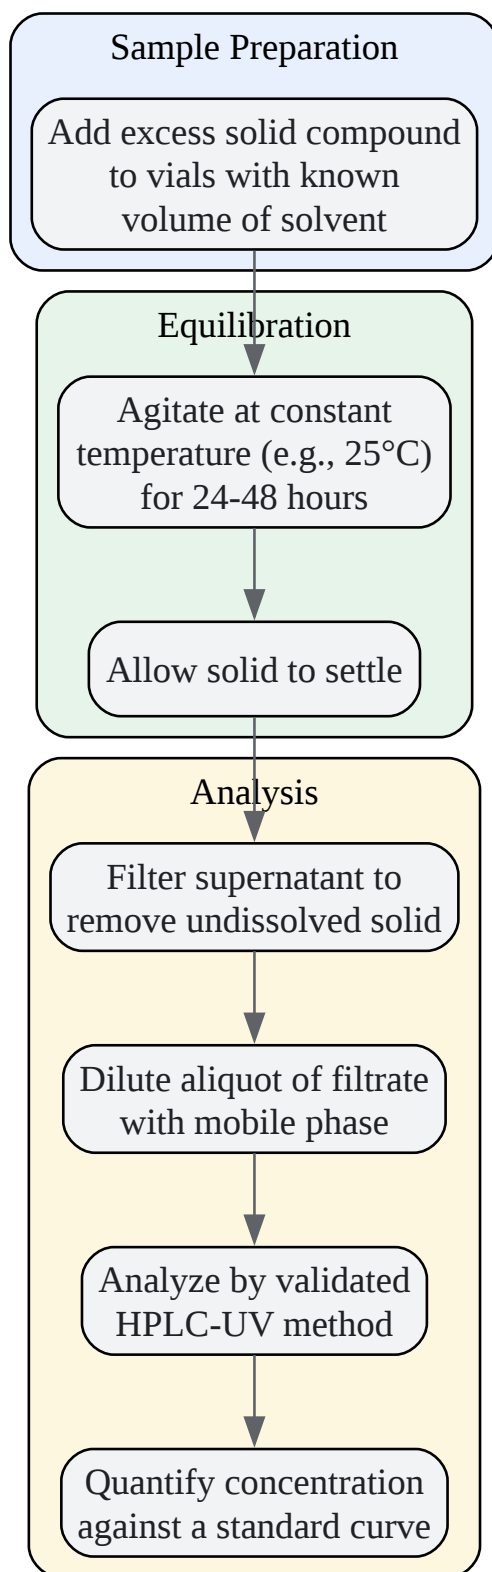 Sample Preparation
Add excess solid compound
to vials with known
volume of solvent
Equilibration
Agitate at constant
temperature (e.g., 25°C)
for 24-48 hours
Allow solid to settle
Analysis
Filter supernatant to
remove undissolved solid
Dilute aliquot of filtrate
with mobile phase
Analyze by validated
HPLC-UV method
Quantify concentration
against a standard curve